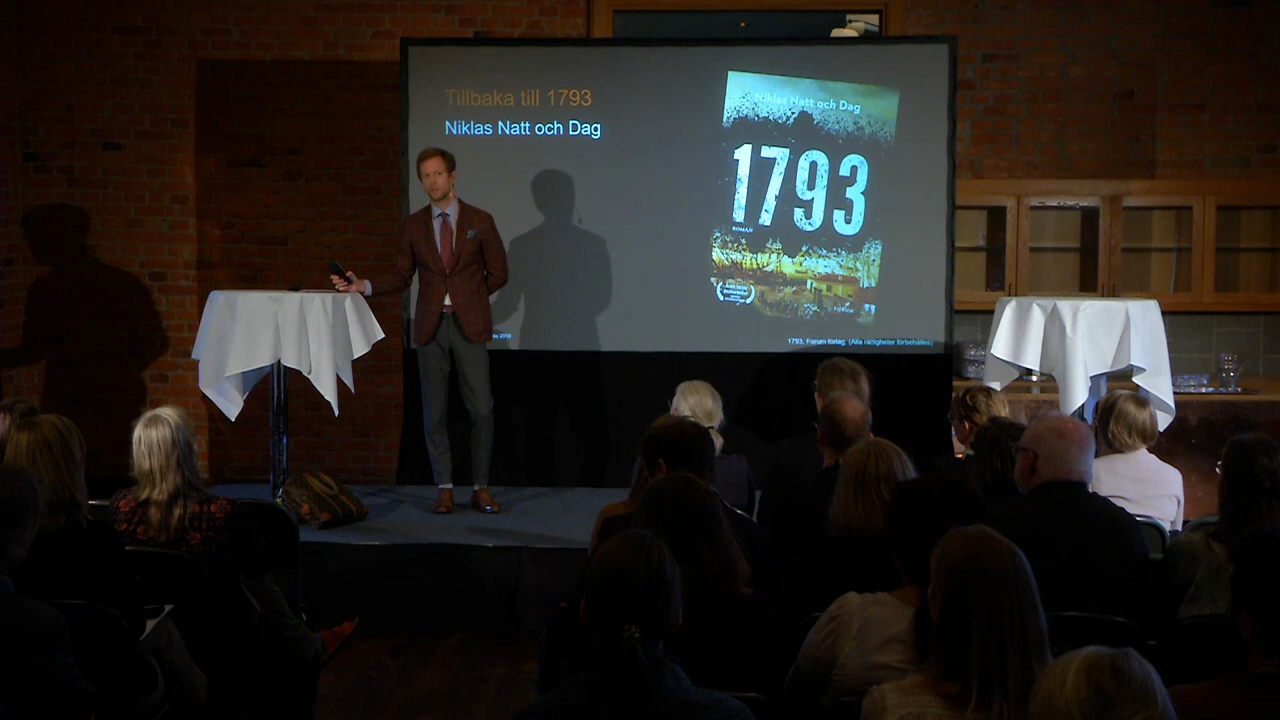 Tillbaka till 1793
Niklas Natt och Dag
Niklas Natt och Dag
1793
ROMAN
FORUM
1793, Forum förlag. (Alla rättigheter förbehålles)